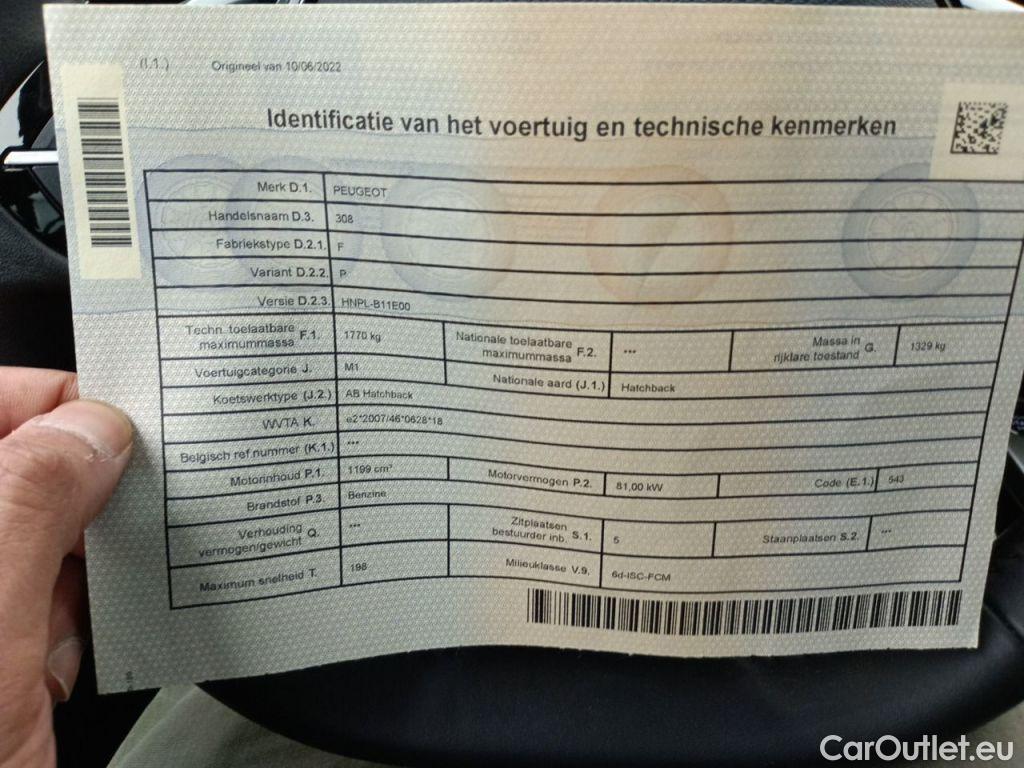 (I.1.) Origineel van 10/06/2022
Identificatie van het voertuig en technische kenmerken
Merk D.1. PEUGEOT
Handelsnaam D.3. 308
Fabriekstype D.2.1. F
Variant D.2.2. P
Versie D.2.3. HNPL-B11E00
Techn. toelaatbare maximummassa F.1. 1770 kg Nationale toelaatbare maximummassa F.2. *** Massa in rijklare toestand G. 1329 kg
Voertuigcategorie J. M1 Nationale aard (J.1.) Hatchback
Koetswerktype (J.2.) AB Hatchback
WVTA K. e2*2007/46*0628*18
Belgisch ref nummer (K.1.) ***
Motorinhoud P.1. 1199 cm³ Motorvermogen P.2. 81,00 kW Code (E.1.) 543
Brandstof P.3. Benzine
Verhouding vermogen/gewicht Q. *** Zitplaatsen bestuurder inb. S.1. 5 Staanplaatsen S.2. ***
Maximum snelheid T. 198 Milieuklasse V.9. 6d-ISC-FCM
CarOutlet.eu